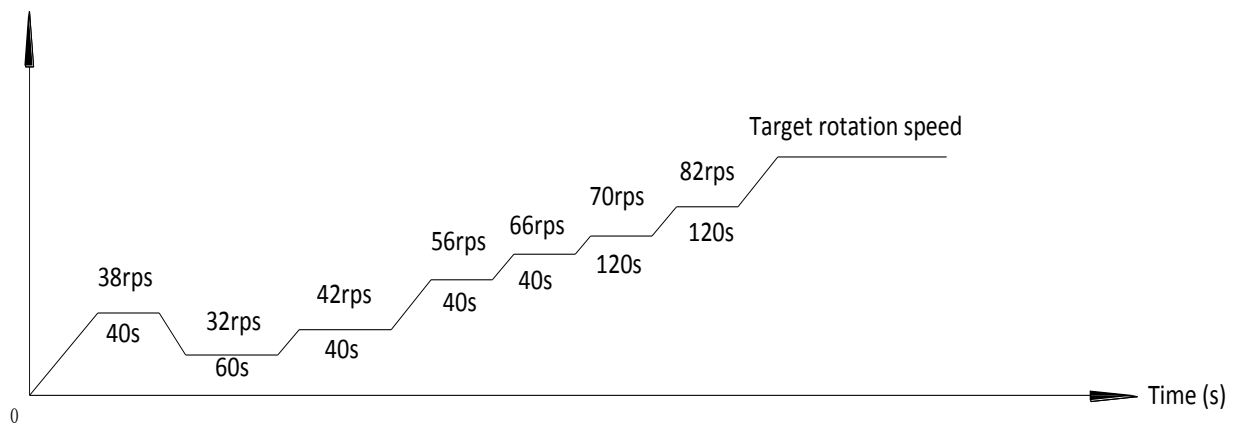 Target rotation speed
82rps
70rps
120s
66rps
120s
56rps
40s
38rps
42rps
40s
32rps
40s
40s
60s
Time (s)
0